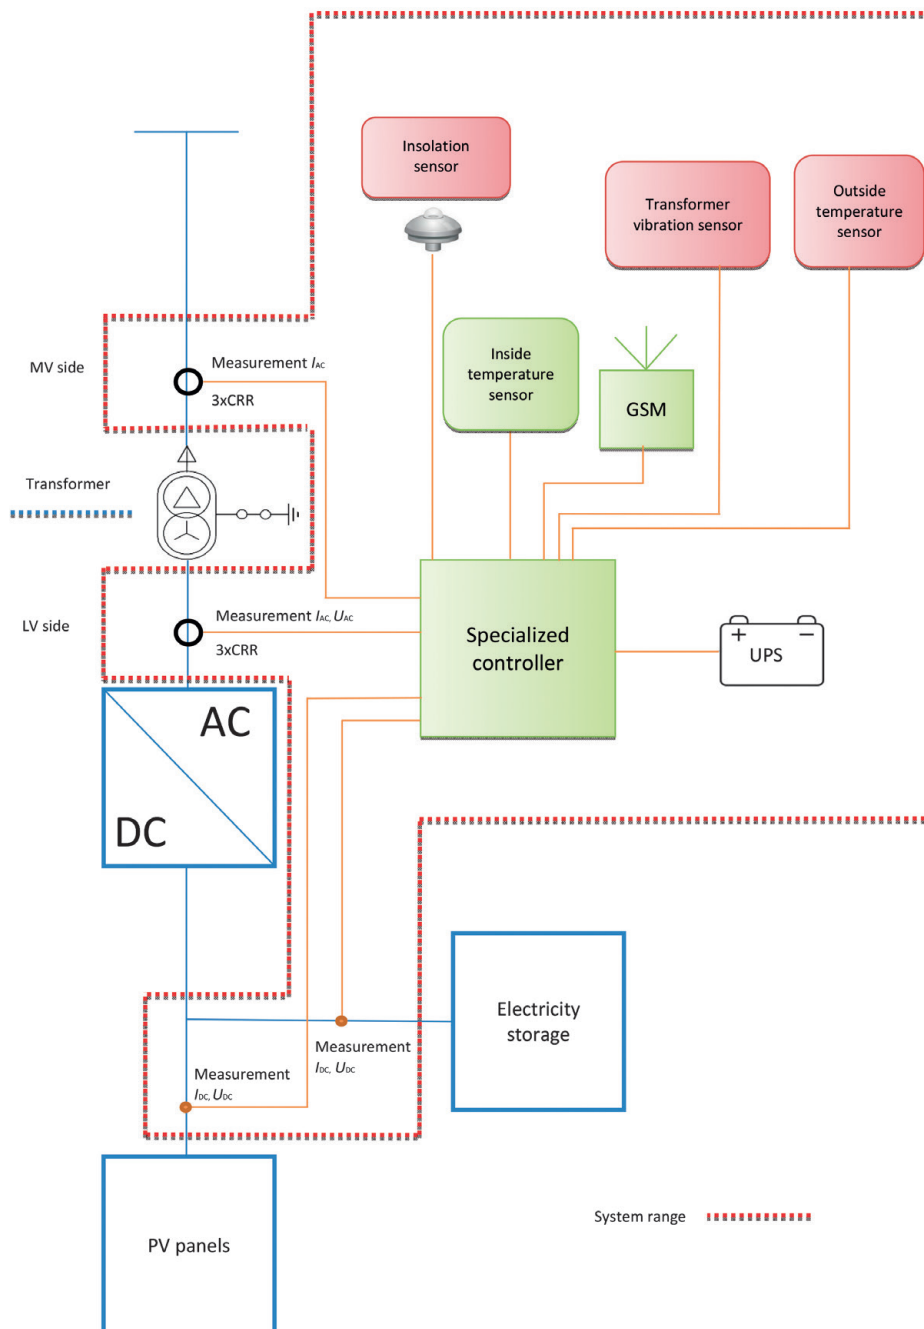 Insolation
sensor
Transformer
vibration sensor
Outside
temperature
sensor
MV side
Measurement IAC
3xCRR
Inside
temperature
sensor
GSM
Transformer
LV side
Measurement IAC, UAC
3xCRR
Specialized
controller
+ −
UPS
AC
DC
Electricity
storage
Measurement
IDC, UDC
Measurement
IDC, UDC
PV panels
System range